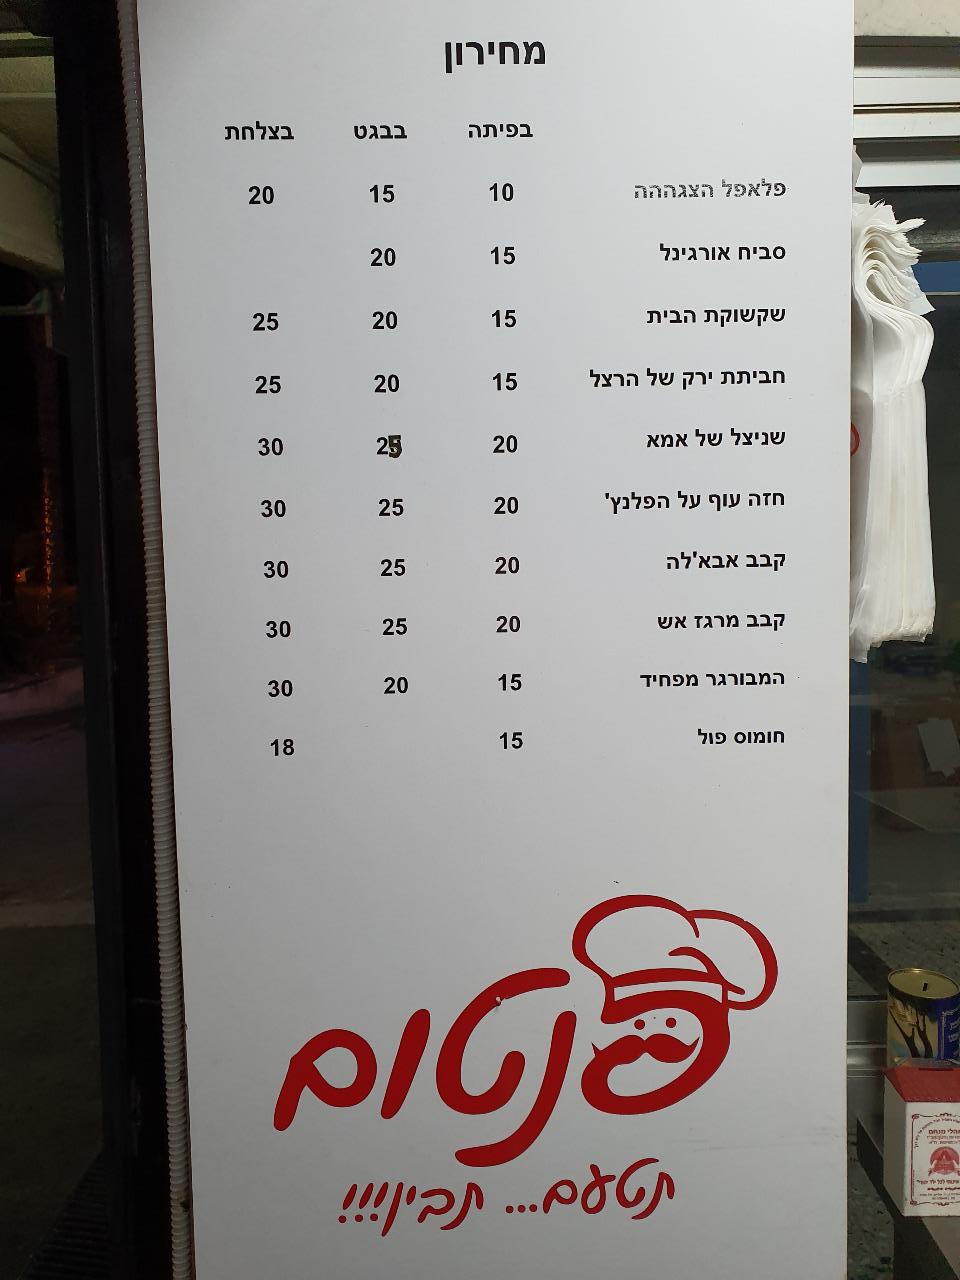 מחירון
בפיתה בבגט בצלחת
פלאפל הצגההה 10 15 20
סביח אורגינל 15 20
שקשוקת הבית 15 20 25
חביתת ירק של הרצל 15 20 25
שניצל של אמא 20 25 30
חזה עוף על הפלנץ' 20 25 30
קבב אבא'לה 20 25 30
קבב מרגז אש 20 25 30
המבורגר מפחיד 15 20 30
חומוס פול 15 18
פנטום
תטעם... תבין!!!